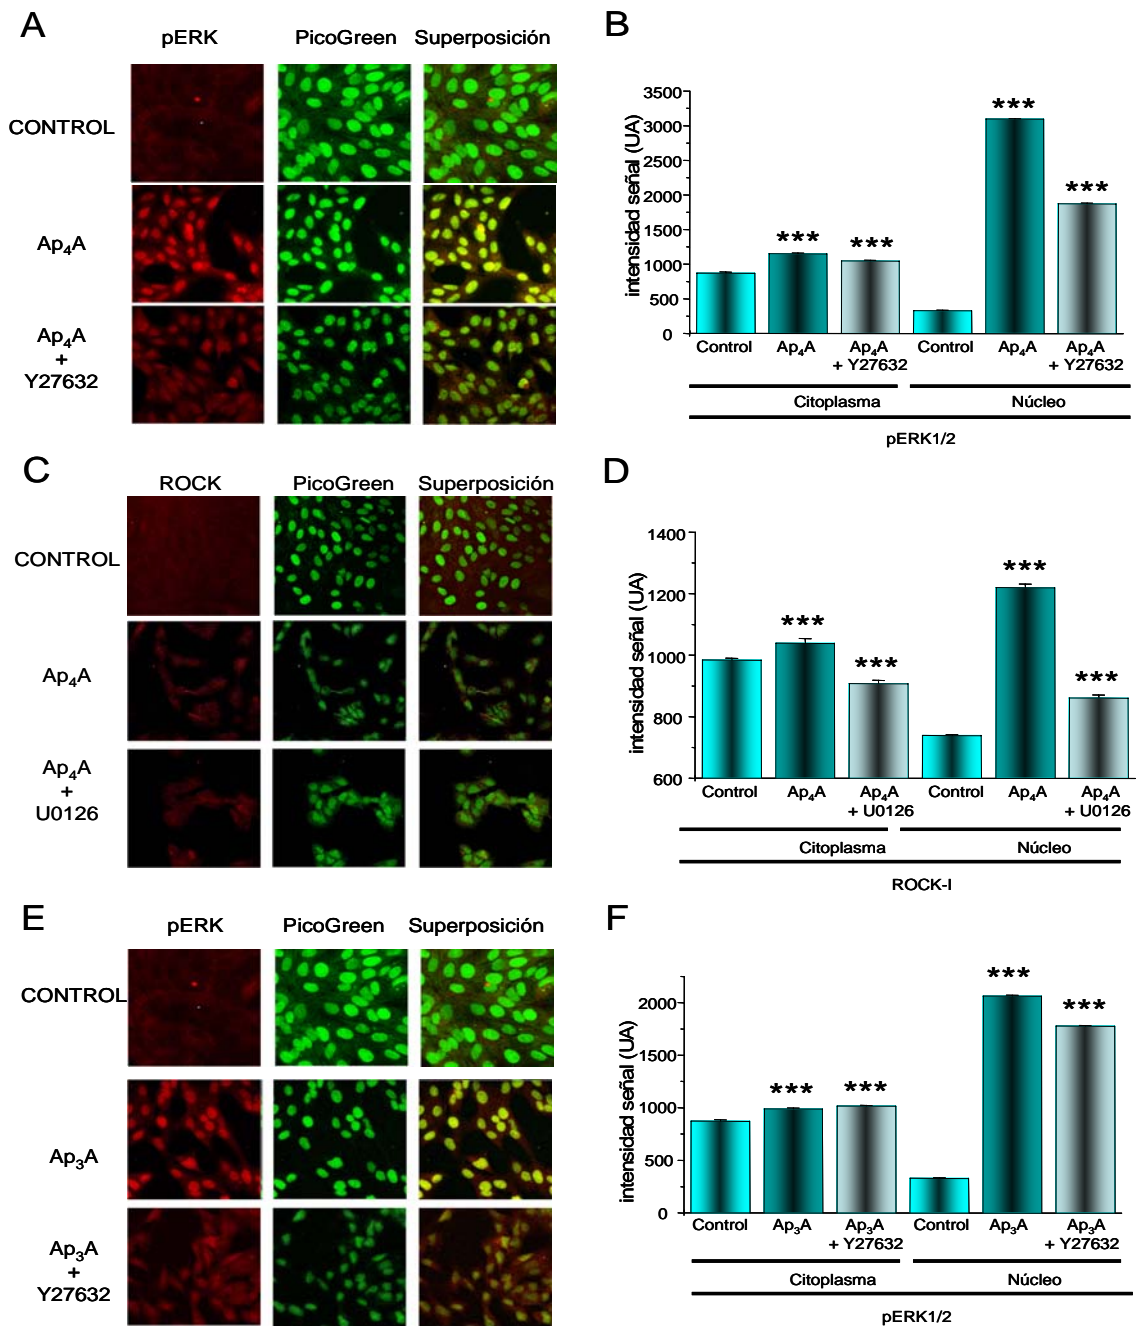 A
pERK
PicoGreen
Superposición
CONTROL
Ap4A
Ap4A
+
Y27632
B
intensidad señal (UA)
3500
3000
2500
2000
1500
1000
500
0
***
***
***
***
Control
Ap4A
Ap4A
+ Y27632
Control
Ap4A
Ap4A
+ Y27632
Citoplasma
Núcleo
pERK1/2
C
ROCK
PicoGreen
Superposición
CONTROL
Ap4A
Ap4A
+
U0126
D
intensidad señal (UA)
1400
1200
1000
800
600
***
***
***
***
Control
Ap4A
Ap4A
+ U0126
Control
Ap4A
Ap4A
+ U0126
Citoplasma
Núcleo
ROCK-I
E
pERK
PicoGreen
Superposición
CONTROL
Ap3A
Ap3A
+
Y27632
F
intensidad señal (UA)
2000
1500
1000
500
0
***
***
***
***
Control
Ap3A
Ap3A
+ Y27632
Control
Ap3A
Ap3A
+ Y27632
Citoplasma
Núcleo
pERK1/2